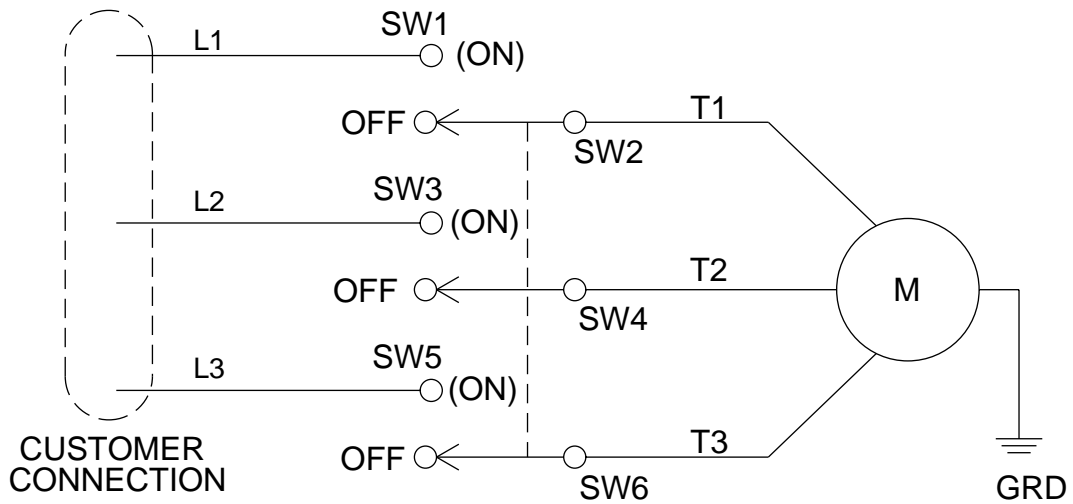 SW1
L1
(ON)
OFF
T1
SW2
SW3
L2
(ON)
OFF
T2
SW4
M
SW5
L3
(ON)
OFF
T3
SW6
CUSTOMER
CONNECTION
GRD